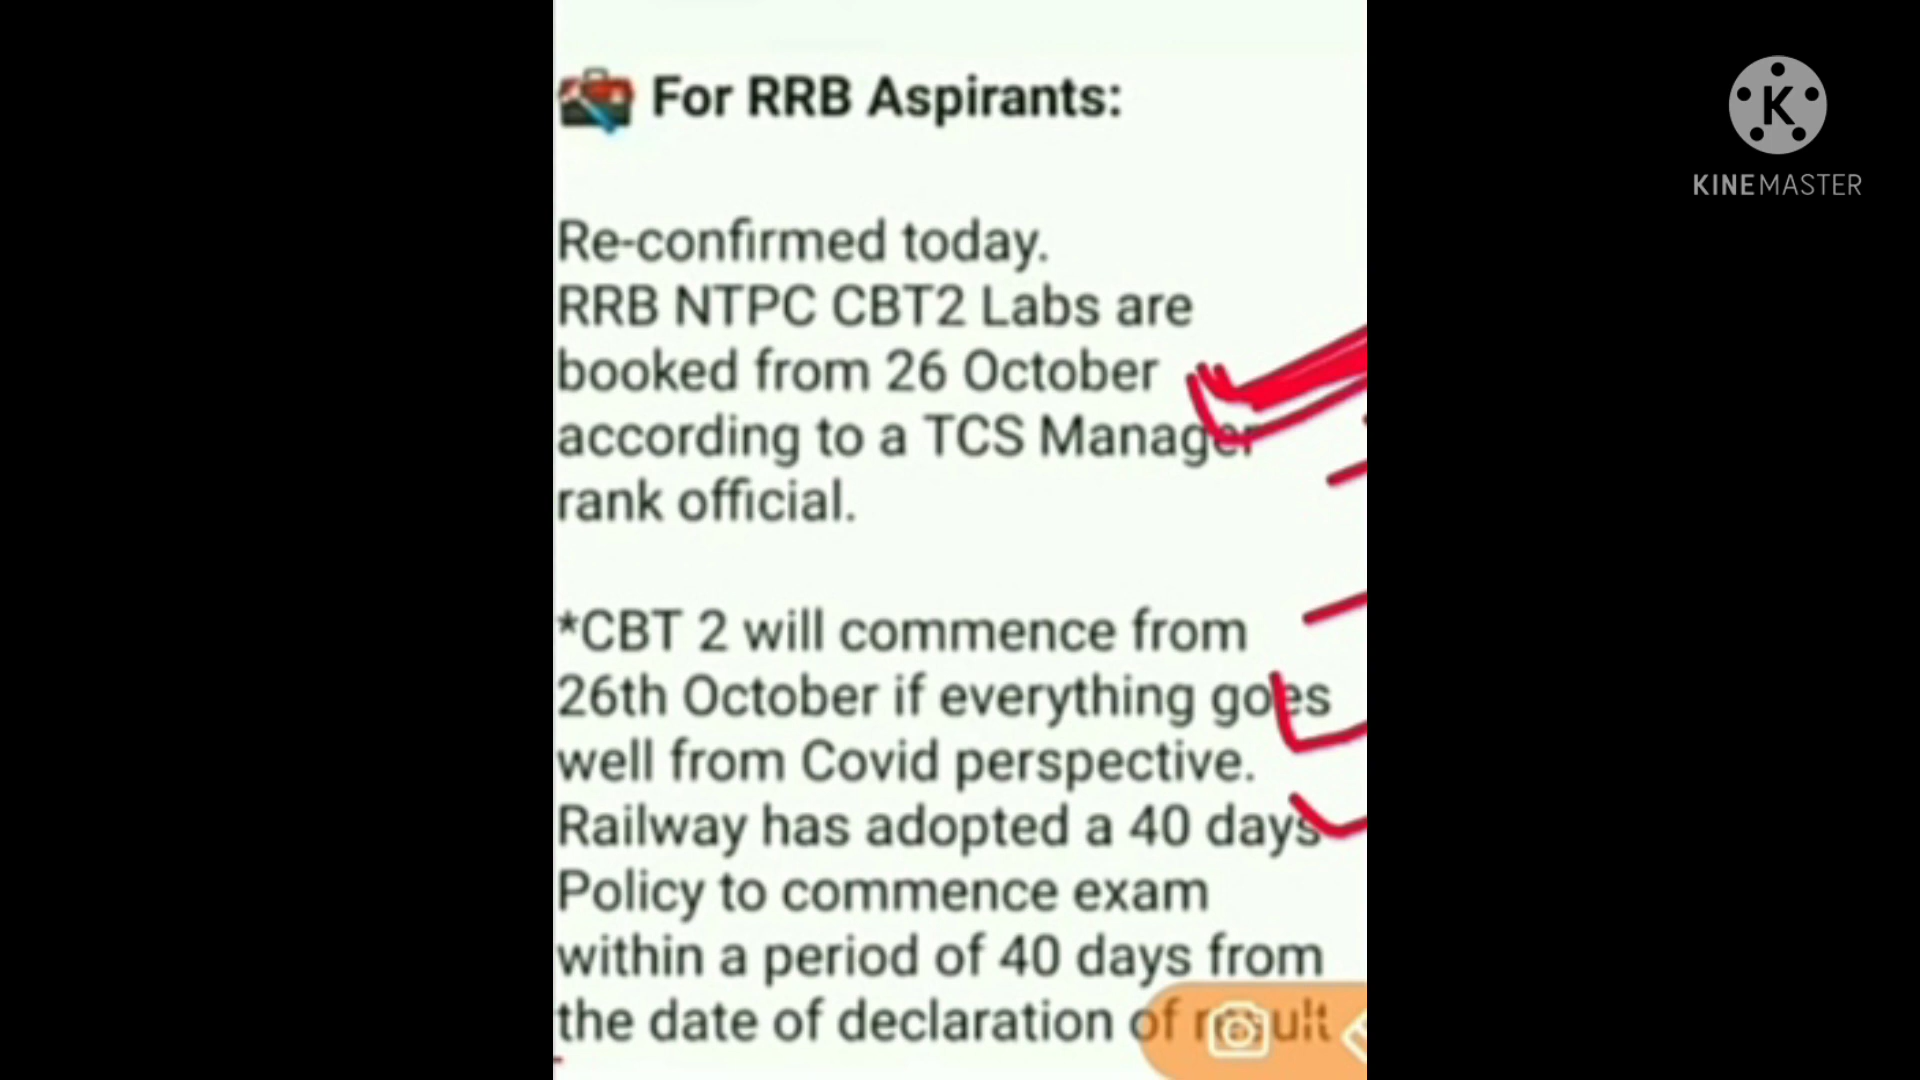 For RRB Aspirants:
Re-confirmed today.
RRB NTPC CBT2 Labs are
booked from 26 October
according to a TCS Manager
rank official.
*CBT 2 will commence from
26th October if everything goes
well from Covid perspective.
Railway has adopted a 40 days
Policy to commence exam
within a period of 40 days from
the date of declaration of result
K
KINEMASTER